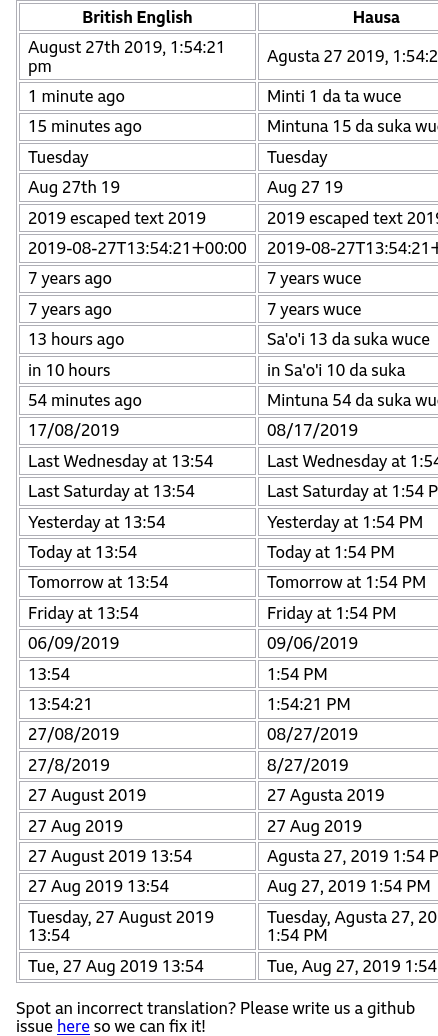 British English Hausa
August 27th 2019, 1:54:21 Agusta 27 2019,
pm
1 minute ago Minti 1 da ta wuce
15 minutes ago Mintuna 15 da suka
Tuesday Tuesday
Aug 27th 19 Aug 27 19
2019 escaped text 2019 2019 escaped text
2019-08-27T13:54:21+00:00 2019-08-27T13:54:21+
7 years ago 7 years wuce
7 years ago 7 years wuce
13 hours ago Sa'o'i 13 da suka wuce
in 10 hours in Sa'o'i 10 da suka
54 minutes ago Mintuna 54 da suka
17/08/2019 08/17/2019
Last Wednesday at 13:54 Last Wednesday at
Last Saturday at 13:54 Last Saturday at 1:54
Yesterday at 13:54 Yesterday at 1:54 PM
Today at 13:54 Today at 1:54 PM
Tomorrow at 13:54 Tomorrow at 1:54 PM
Friday at 13:54 Friday at 1:54 PM
06/09/2019 09/06/2019
13:54 1:54 PM
13:54:21 1:54:21 PM
27/08/2019 08/27/2019
27/8/2019 8/27/2019
27 August 2019 27 Agusta 2019
27 Aug 2019 27 Aug 2019
27 August 2019 13:54 Agusta 27, 2019 1:54
27 Aug 2019 13:54 Aug 27, 2019 1:54 PM
Tuesday, 27 August 2019 Tuesday, Agusta 27,
13:54 1:54 PM
Tue, 27 Aug 2019 13:54 Tue, Aug 27, 2019 1:54
Spot an incorrect translation? Please write us a github
issue here so we can fix it!